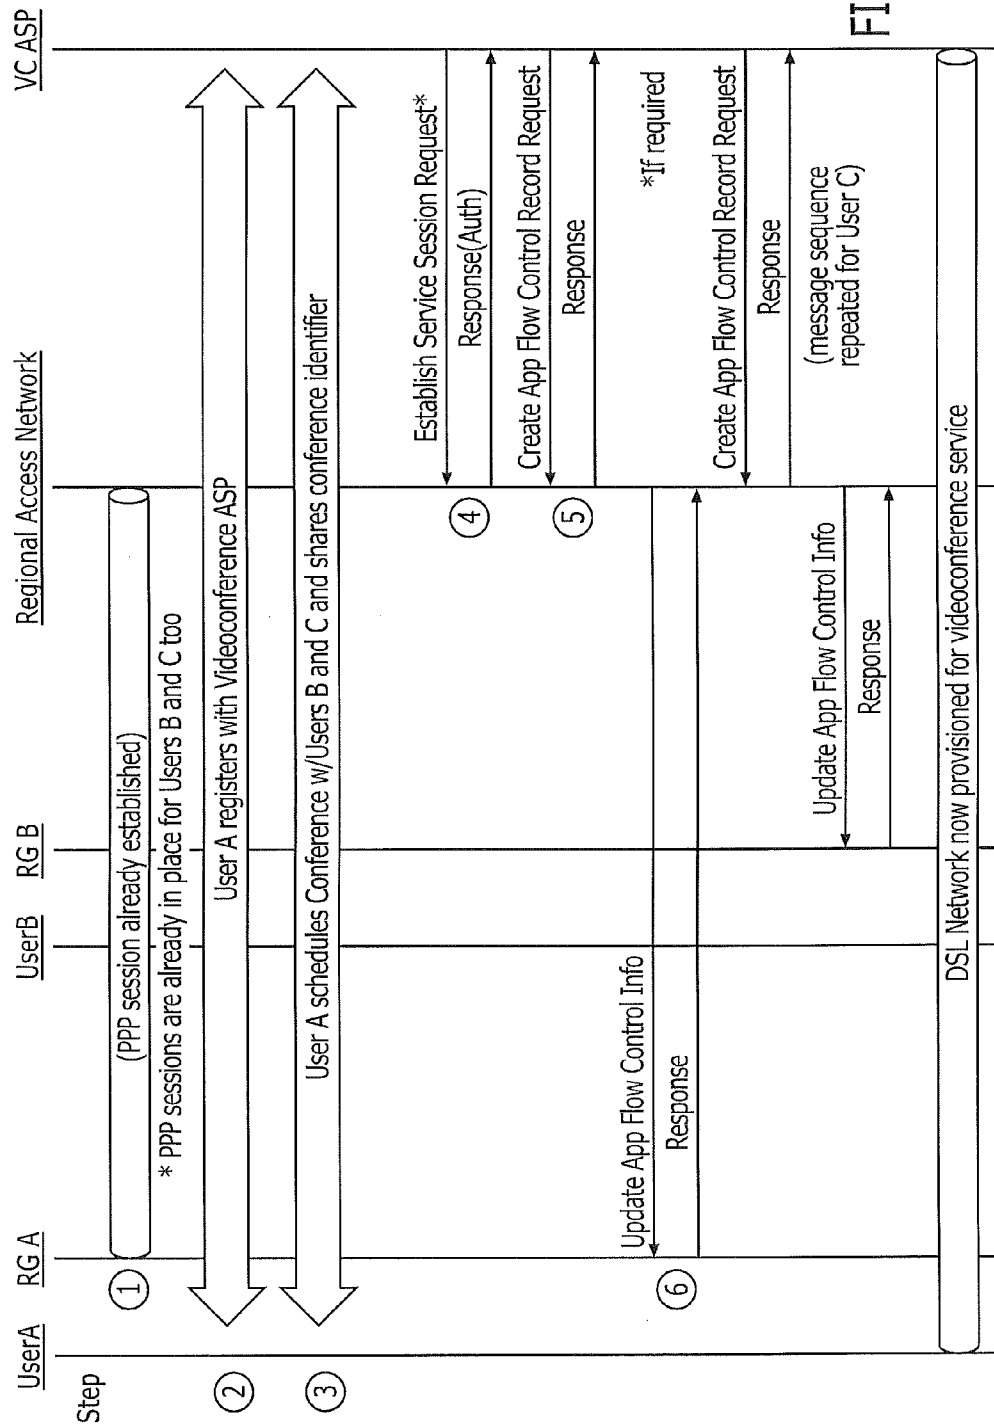 UserA
RG A
UserB
RG B
Regional Access Network
VC ASP
Step
1
(PPP session already established)
* PPP sessions are already in place for Users B and C too
2
User A registers with Videoconference ASP
3
User A schedules Conference w/Users B and C and shares conference identifier
Establish Service Session Request*
4
Response(Auth)
Create App Flow Control Record Request
5
Response
*If required
Update App Flow Control Info
6
Response
Create App Flow Control Record Request
Response
(message sequence
repeated for User C)
Update App Flow Control Info
Response
DSL Network now provisioned for videoconference service
FI